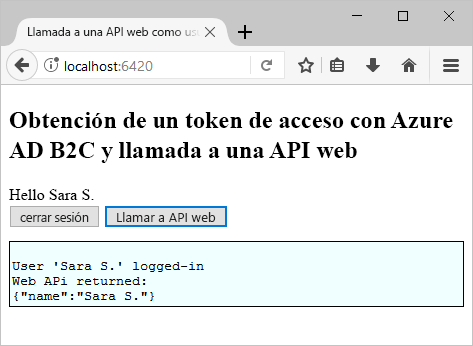 Llamada a una API web como usu
localhost:6420
Obtención de un token de acceso con Azure
AD B2C y llamada a una API web
Hello Sara S.
cerrar sesión
Llamar a API web
User 'Sara S.' logged-in
Web APi returned:
{"name":"Sara S."}